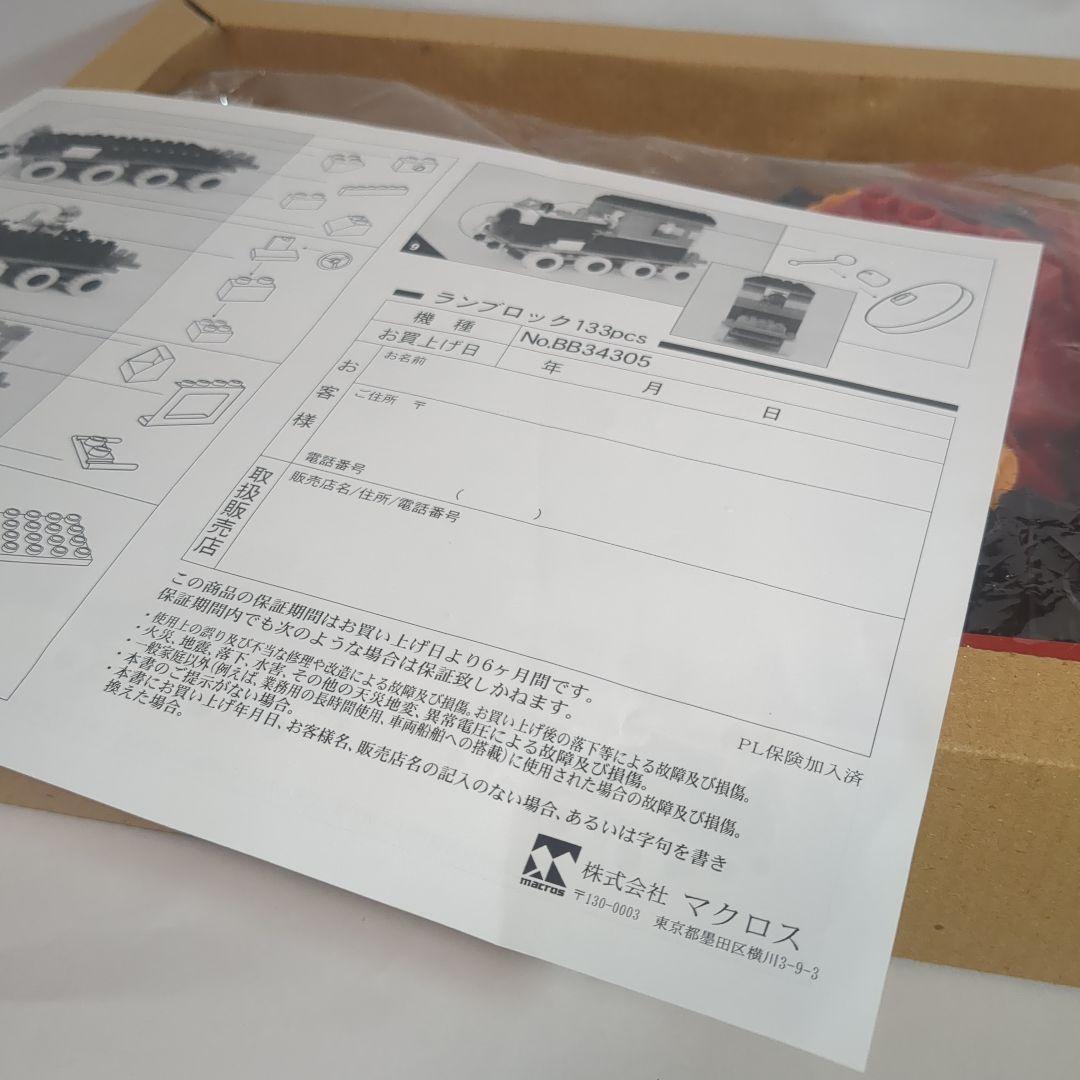 9
ランブロック133pcs
機 種
No.BB34305
お買上げ日
年 月 日
お客様
お名前
ご住所 〒
電話番号 ( )
取扱販売店
販売店名/住所/電話番号
この商品の保証期間はお買い上げ日より6ヶ月間です。
保証期間内でも次のような場合は保証致しかねます。
・使用上の誤り及び不当な修理や改造による故障及び損傷。お買い上げ後の落下等による故障及び損傷。
・火災、地震、落下、水害、その他の天災地変、異常電圧による故障及び損傷。
・一般家庭以外(例えば、業務用の長時間使用、車両船舶への搭載)に使用された場合の故障及び損傷。
・本書のご提示がない場合。
・本書にお買い上げ年月日、お客様名、販売店名の記入のない場合、あるいは字句を書き
換えた場合。
PL保険加入済
macros
株式会社 マクロス
〒130-0003 東京都墨田区横川3-9-3